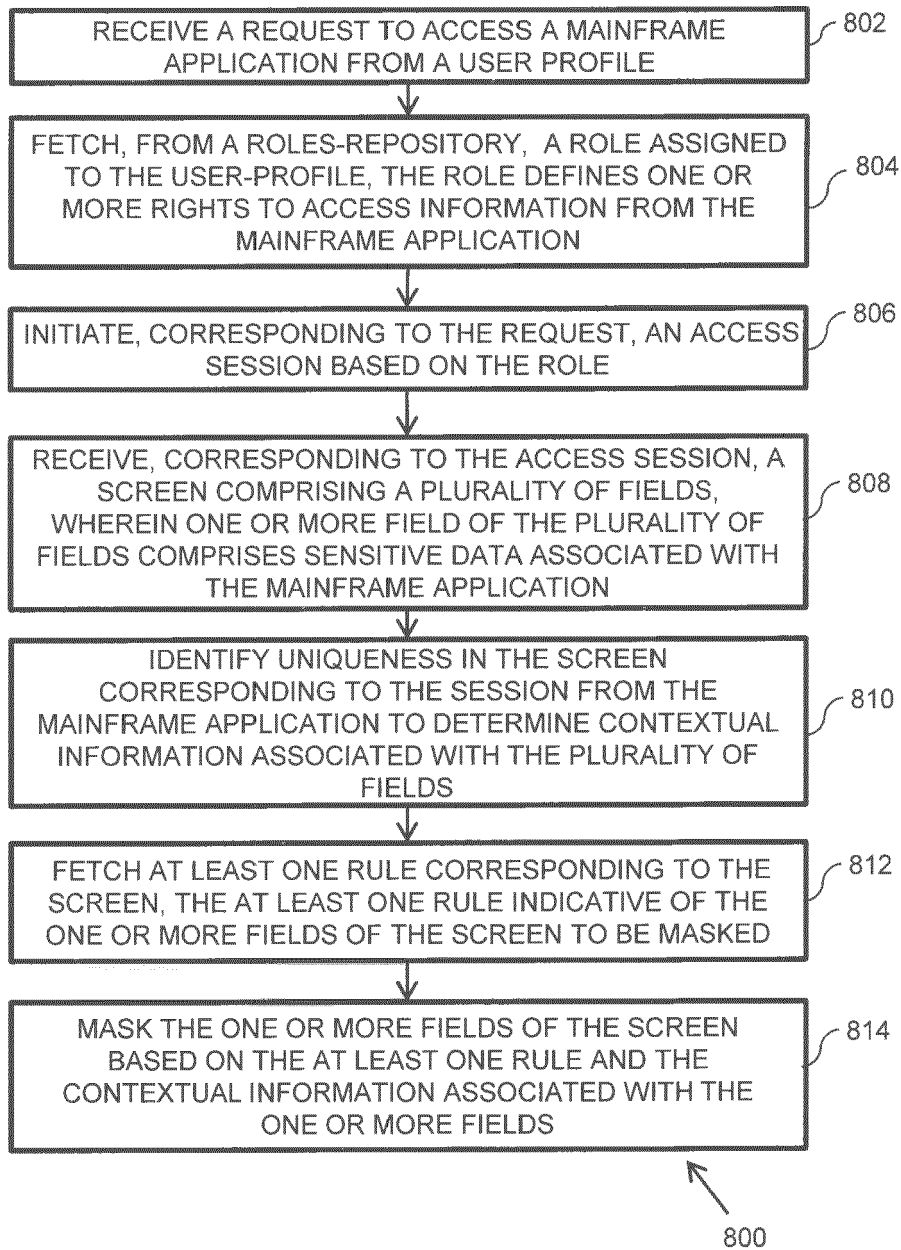 RECEIVE A REQUEST TO ACCESS A MAINFRAME
APPLICATION FROM A USER PROFILE
802
FETCH, FROM A ROLES-REPOSITORY, A ROLE ASSIGNED
TO THE USER-PROFILE, THE ROLE DEFINES ONE OR
MORE RIGHTS TO ACCESS INFORMATION FROM THE
MAINFRAME APPLICATION
804
INITIATE, CORRESPONDING TO THE REQUEST, AN ACCESS
SESSION BASED ON THE ROLE
806
RECEIVE, CORRESPONDING TO THE ACCESS SESSION, A
SCREEN COMPRISING A PLURALITY OF FIELDS,
WHEREIN ONE OR MORE FIELD OF THE PLURALITY OF
FIELDS COMPRISES SENSITIVE DATA ASSOCIATED WITH
THE MAINFRAME APPLICATION
808
IDENTIFY UNIQUENESS IN THE SCREEN
CORRESPONDING TO THE SESSION FROM THE
MAINFRAME APPLICATION TO DETERMINE CONTEXTUAL
INFORMATION ASSOCIATED WITH THE PLURALITY OF
FIELDS
810
FETCH AT LEAST ONE RULE CORRESPONDING TO THE
SCREEN, THE AT LEAST ONE RULE INDICATIVE OF THE
ONE OR MORE FIELDS OF THE SCREEN TO BE MASKED
812
MASK THE ONE OR MORE FIELDS OF THE SCREEN
BASED ON THE AT LEAST ONE RULE AND THE
CONTEXTUAL INFORMATION ASSOCIATED WITH THE
ONE OR MORE FIELDS
814
800